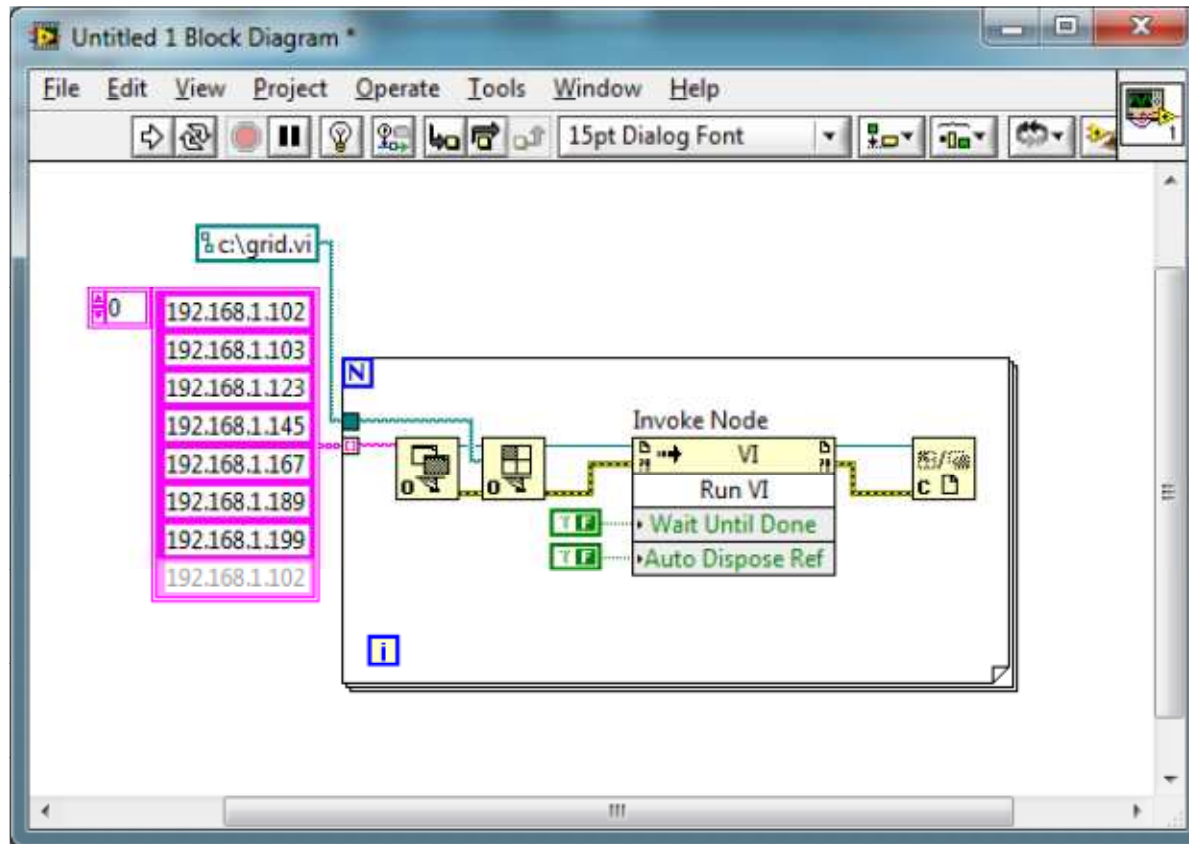 Untitled 1 Block Diagram *
File Edit View Project Operate Tools Window Help
15pt Dialog Font
1
c:\grid.vi
0
192.168.1.102
192.168.1.103
192.168.1.123
192.168.1.145
192.168.1.167
192.168.1.189
192.168.1.199
192.168.1.102
N
Invoke Node
VI
Run VI
T F Wait Until Done
T F Auto Dispose Ref
O
O
C
i